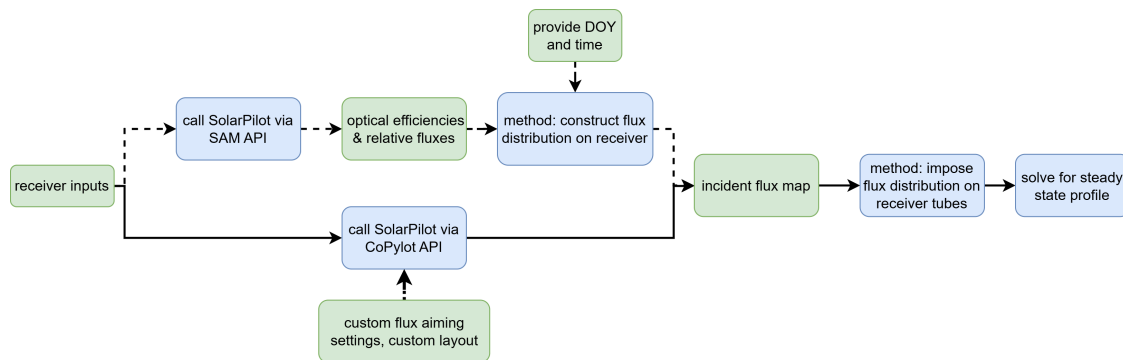 provide DOY
and time
call SolarPilot via
SAM API
optical efficiencies
& relative fluxes
method: construct flux
distribution on receiver
receiver inputs
incident flux map
method: impose
flux distribution on
receiver tubes
solve for steady
state profile
call SolarPilot via
CoPylot API
custom flux aiming
settings, custom layout